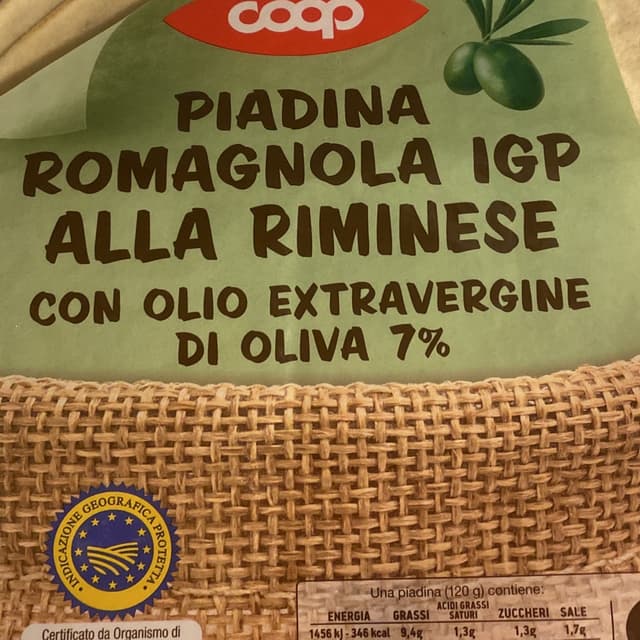 coop
PIADINA
ROMAGNOLA IGP
ALLA RIMINESE
CON OLIO EXTRAVERGINE
DI OLIVA 7%
INDICAZIONE GEOGRAFICA PROTETTA
Certificato da Organismo di
Una piadina (120 g) contiene:
ENERGIA GRASSI ACIDI GRASSI SATURI ZUCCHERI SALE
1456 kJ - 346 kcal 9,4g 1,3g 1,3g 1,7g